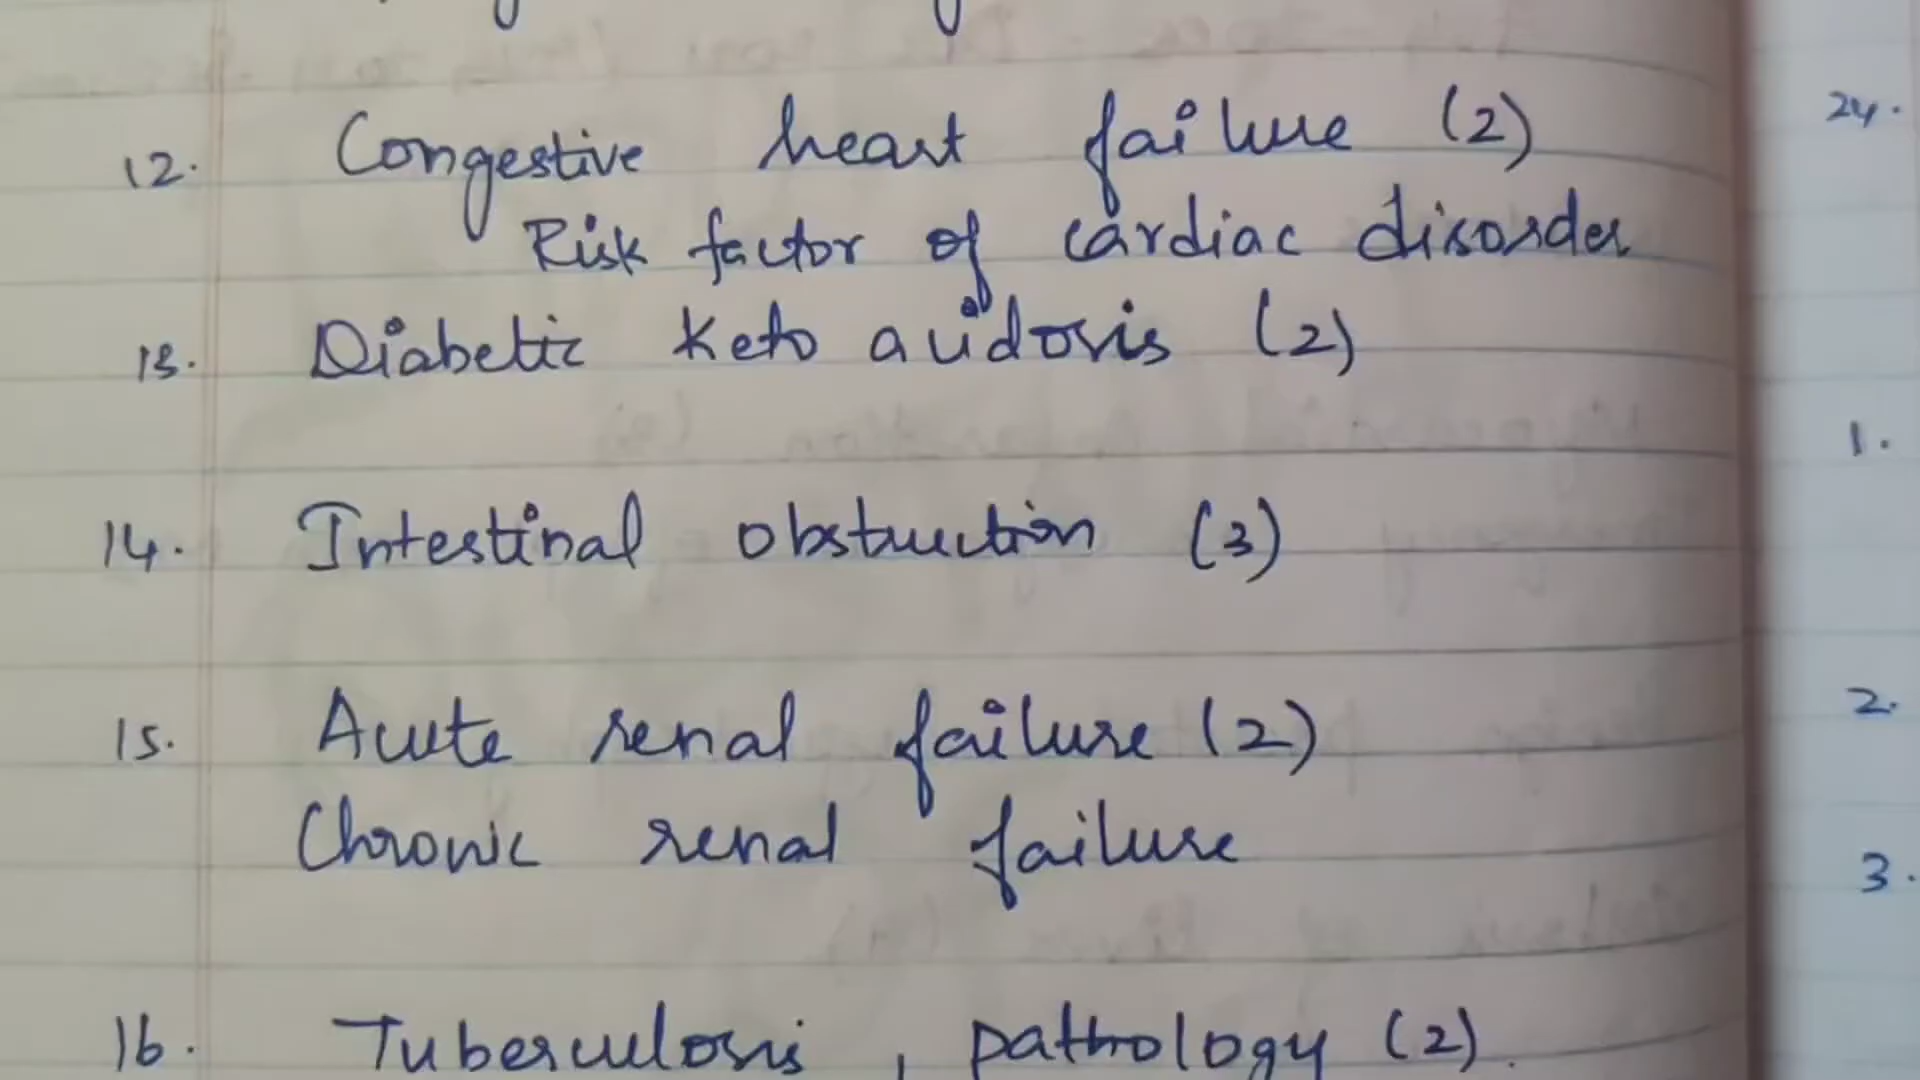 12. Congestive heart failure (2)
Risk factor of cardiac disorder
13. Diabetic Keto acidosis (2)
14. Intestinal obstruction (3)
15. Acute renal failure (2)
Chronic renal failure
16. Tuberculosis, pathology (2).
24.
1.
2.
3.